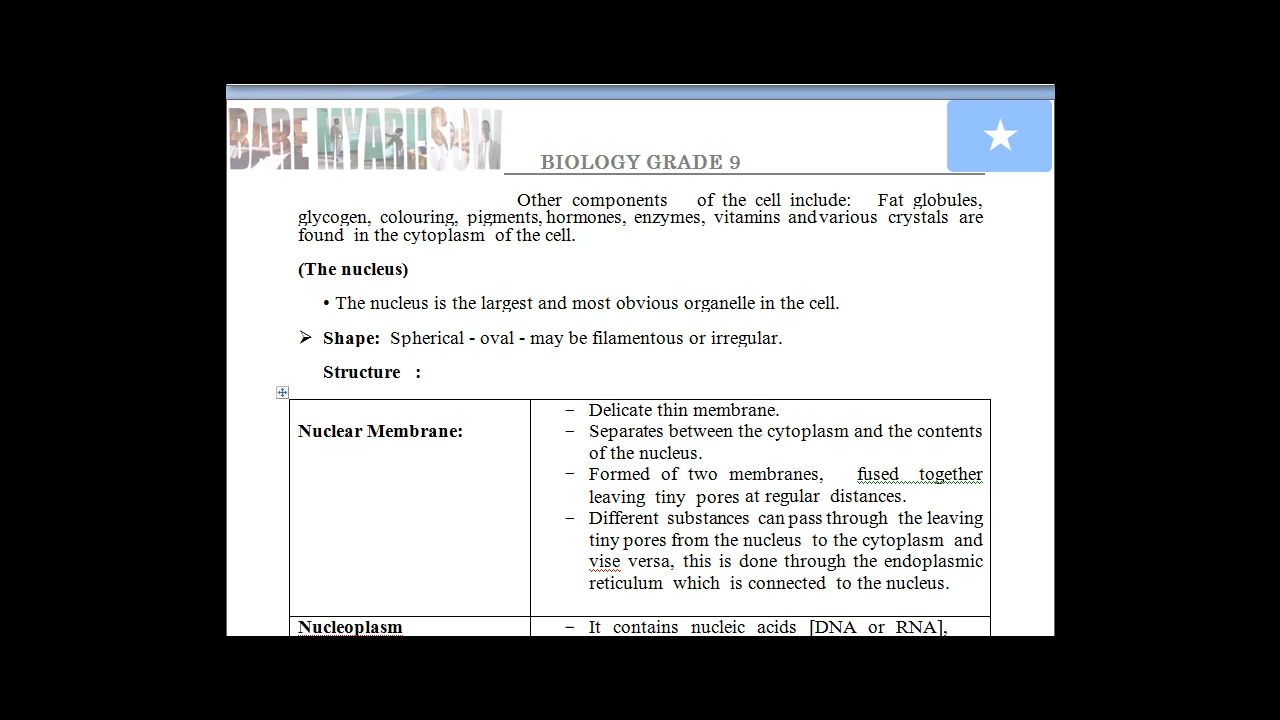 BARE MYARIISOW
BIOLOGY GRADE 9
Other components of the cell include: Fat globules,
glycogen, colouring, pigments, hormones, enzymes, vitamins and various crystals are
found in the cytoplasm of the cell.
(The nucleus)
• The nucleus is the largest and most obvious organelle in the cell.
➢ Shape: Spherical - oval - may be filamentous or irregular.
Structure :
Nuclear Membrane:
– Delicate thin membrane.
– Separates between the cytoplasm and the contents
of the nucleus.
– Formed of two membranes, fused together
leaving tiny pores at regular distances.
– Different substances can pass through the leaving
tiny pores from the nucleus to the cytoplasm and
vise versa, this is done through the endoplasmic
reticulum which is connected to the nucleus.
Nucleoplasm
– It contains nucleic acids [DNA or RNA],